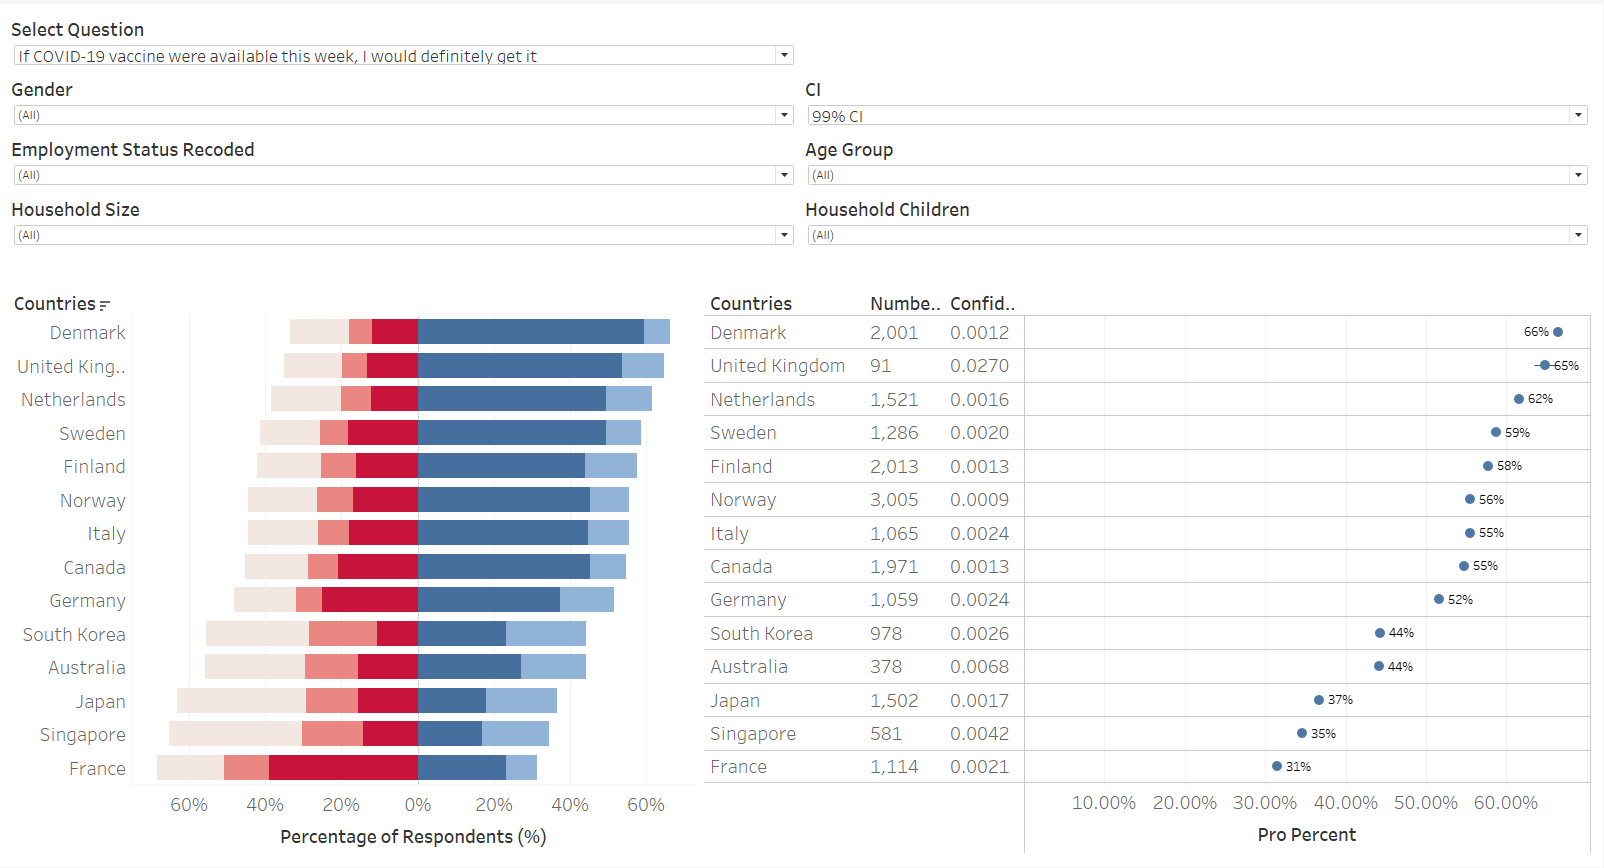 Select Question
If COVID-19 vaccine were available this week, I would definitely get it
Gender
(All)
CI
99% CI
Employment Status Recoded
(All)
Age Group
(All)
Household Size
(All)
Household Children
(All)
Countries
Denmark
United King..
Netherlands
Sweden
Finland
Norway
Italy
Canada
Germany
South Korea
Australia
Japan
Singapore
France
60% 40% 20% 0% 20% 40% 60%
Percentage of Respondents (%)
Countries Numbe.. Confid..
Denmark 2,001 0.0012 66%
United Kingdom 91 0.0270 65%
Netherlands 1,521 0.0016 62%
Sweden 1,286 0.0020 59%
Finland 2,013 0.0013 58%
Norway 3,005 0.0009 56%
Italy 1,065 0.0024 55%
Canada 1,971 0.0013 55%
Germany 1,059 0.0024 52%
South Korea 978 0.0026 44%
Australia 378 0.0068 44%
Japan 1,502 0.0017 37%
Singapore 581 0.0042 35%
France 1,114 0.0021 31%
10.00% 20.00% 30.00% 40.00% 50.00% 60.00%
Pro Percent